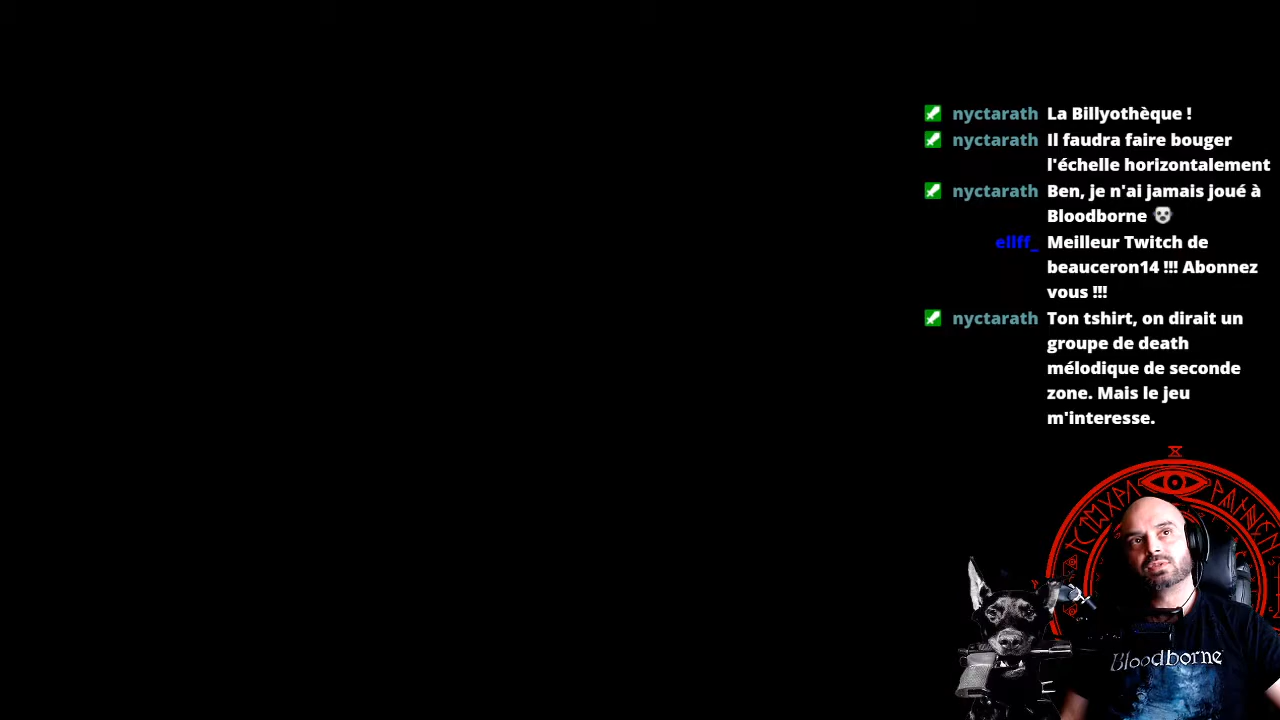 nyctarath La Billyothèque !
nyctarath Il faudra faire bouger
l'échelle horizontalement
nyctarath Ben, je n'ai jamais joué à
Bloodborne
ellff_ Meilleur Twitch de
beauceron14 !!! Abonnez
vous !!!
nyctarath Ton tshirt, on dirait un
groupe de death
mélodique de seconde
zone. Mais le jeu
m'interesse.
Bloodborne